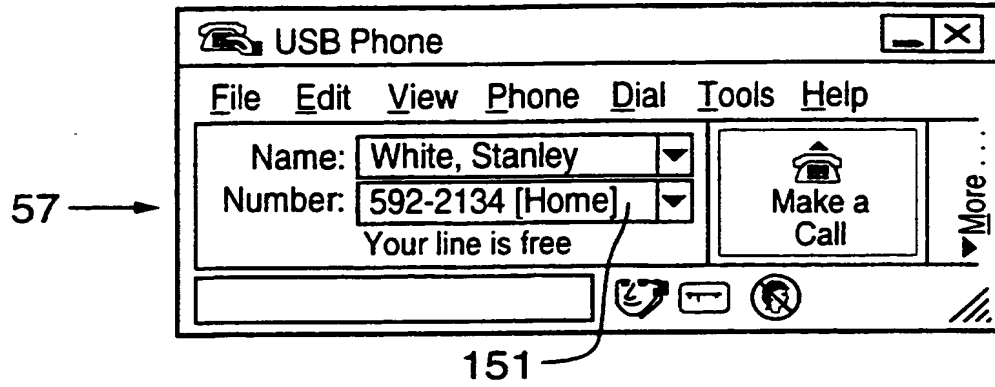 USB Phone
File Edit View Phone Dial Tools Help
Name: White, Stanley
Number: 592-2134 [Home]
Your line is free
Make a
Call
More...
57
151